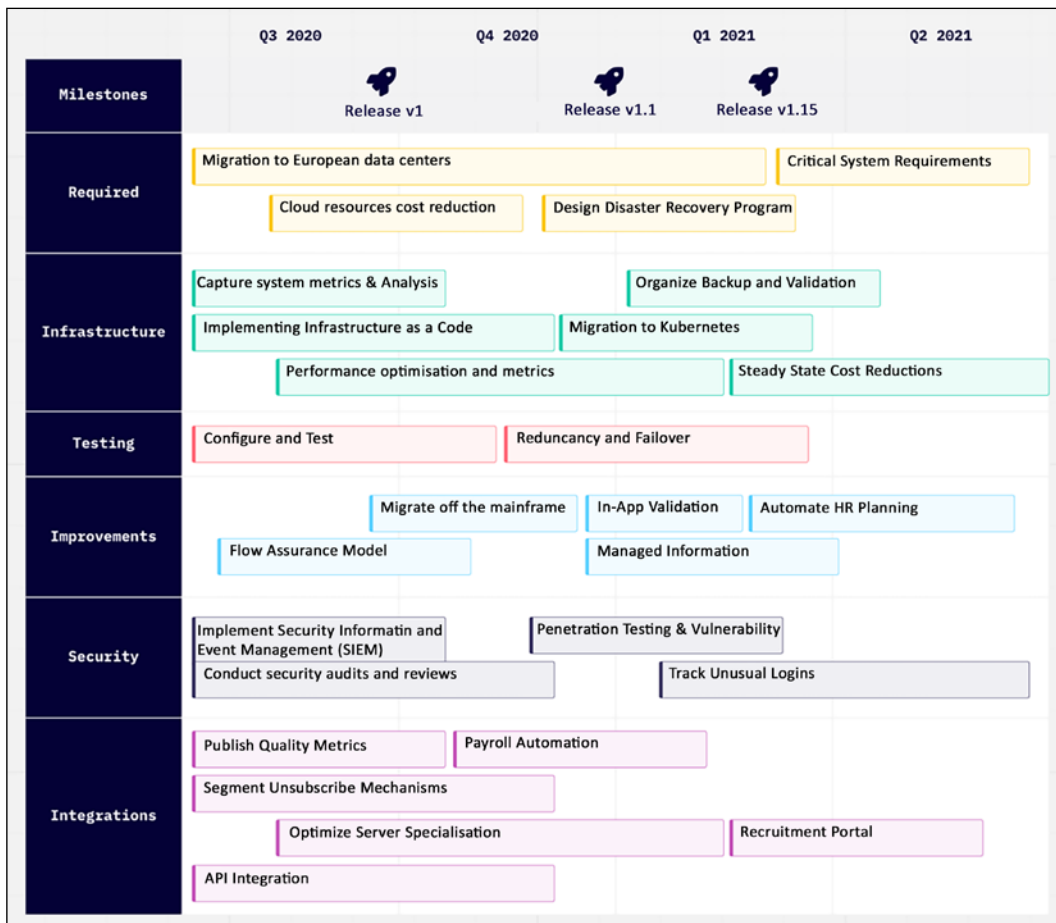 Q3 2020
Q4 2020
Q1 2021
Q2 2021
Milestones
Release v1
Release v1.1
Release v1.15
Required
Migration to European data centers
Critical System Requirements
Cloud resources cost reduction
Design Disaster Recovery Program
Infrastructure
Capture system metrics & Analysis
Organize Backup and Validation
Implementing Infrastructure as a Code
Migration to Kubernetes
Performance optimisation and metrics
Steady State Cost Reductions
Testing
Configure and Test
Reduncancy and Failover
Improvements
Migrate off the mainframe
In-App Validation
Automate HR Planning
Flow Assurance Model
Managed Information
Security
Implement Security Informatin and
Event Management (SIEM)
Penetration Testing & Vulnerability
Conduct security audits and reviews
Track Unusual Logins
Integrations
Publish Quality Metrics
Payroll Automation
Segment Unsubscribe Mechanisms
Optimize Server Specialisation
Recruitment Portal
API Integration